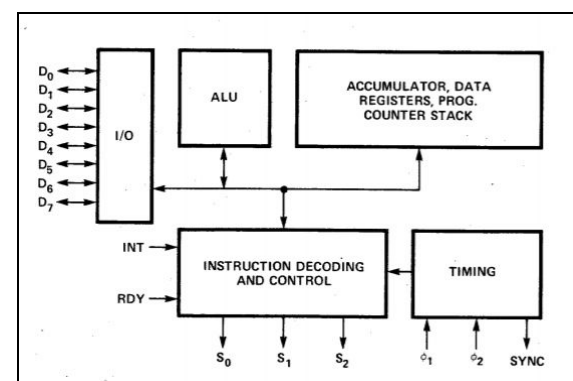 D₀
D₁
D₂
D₃
D₄
D₅
D₆
D₇
I/O
ALU
ACCUMULATOR, DATA
REGISTERS, PROG.
COUNTER STACK
INT
RDY
INSTRUCTION DECODING
AND CONTROL
TIMING
S₀
S₁
S₂
ϕ₁
ϕ₂
SYNC